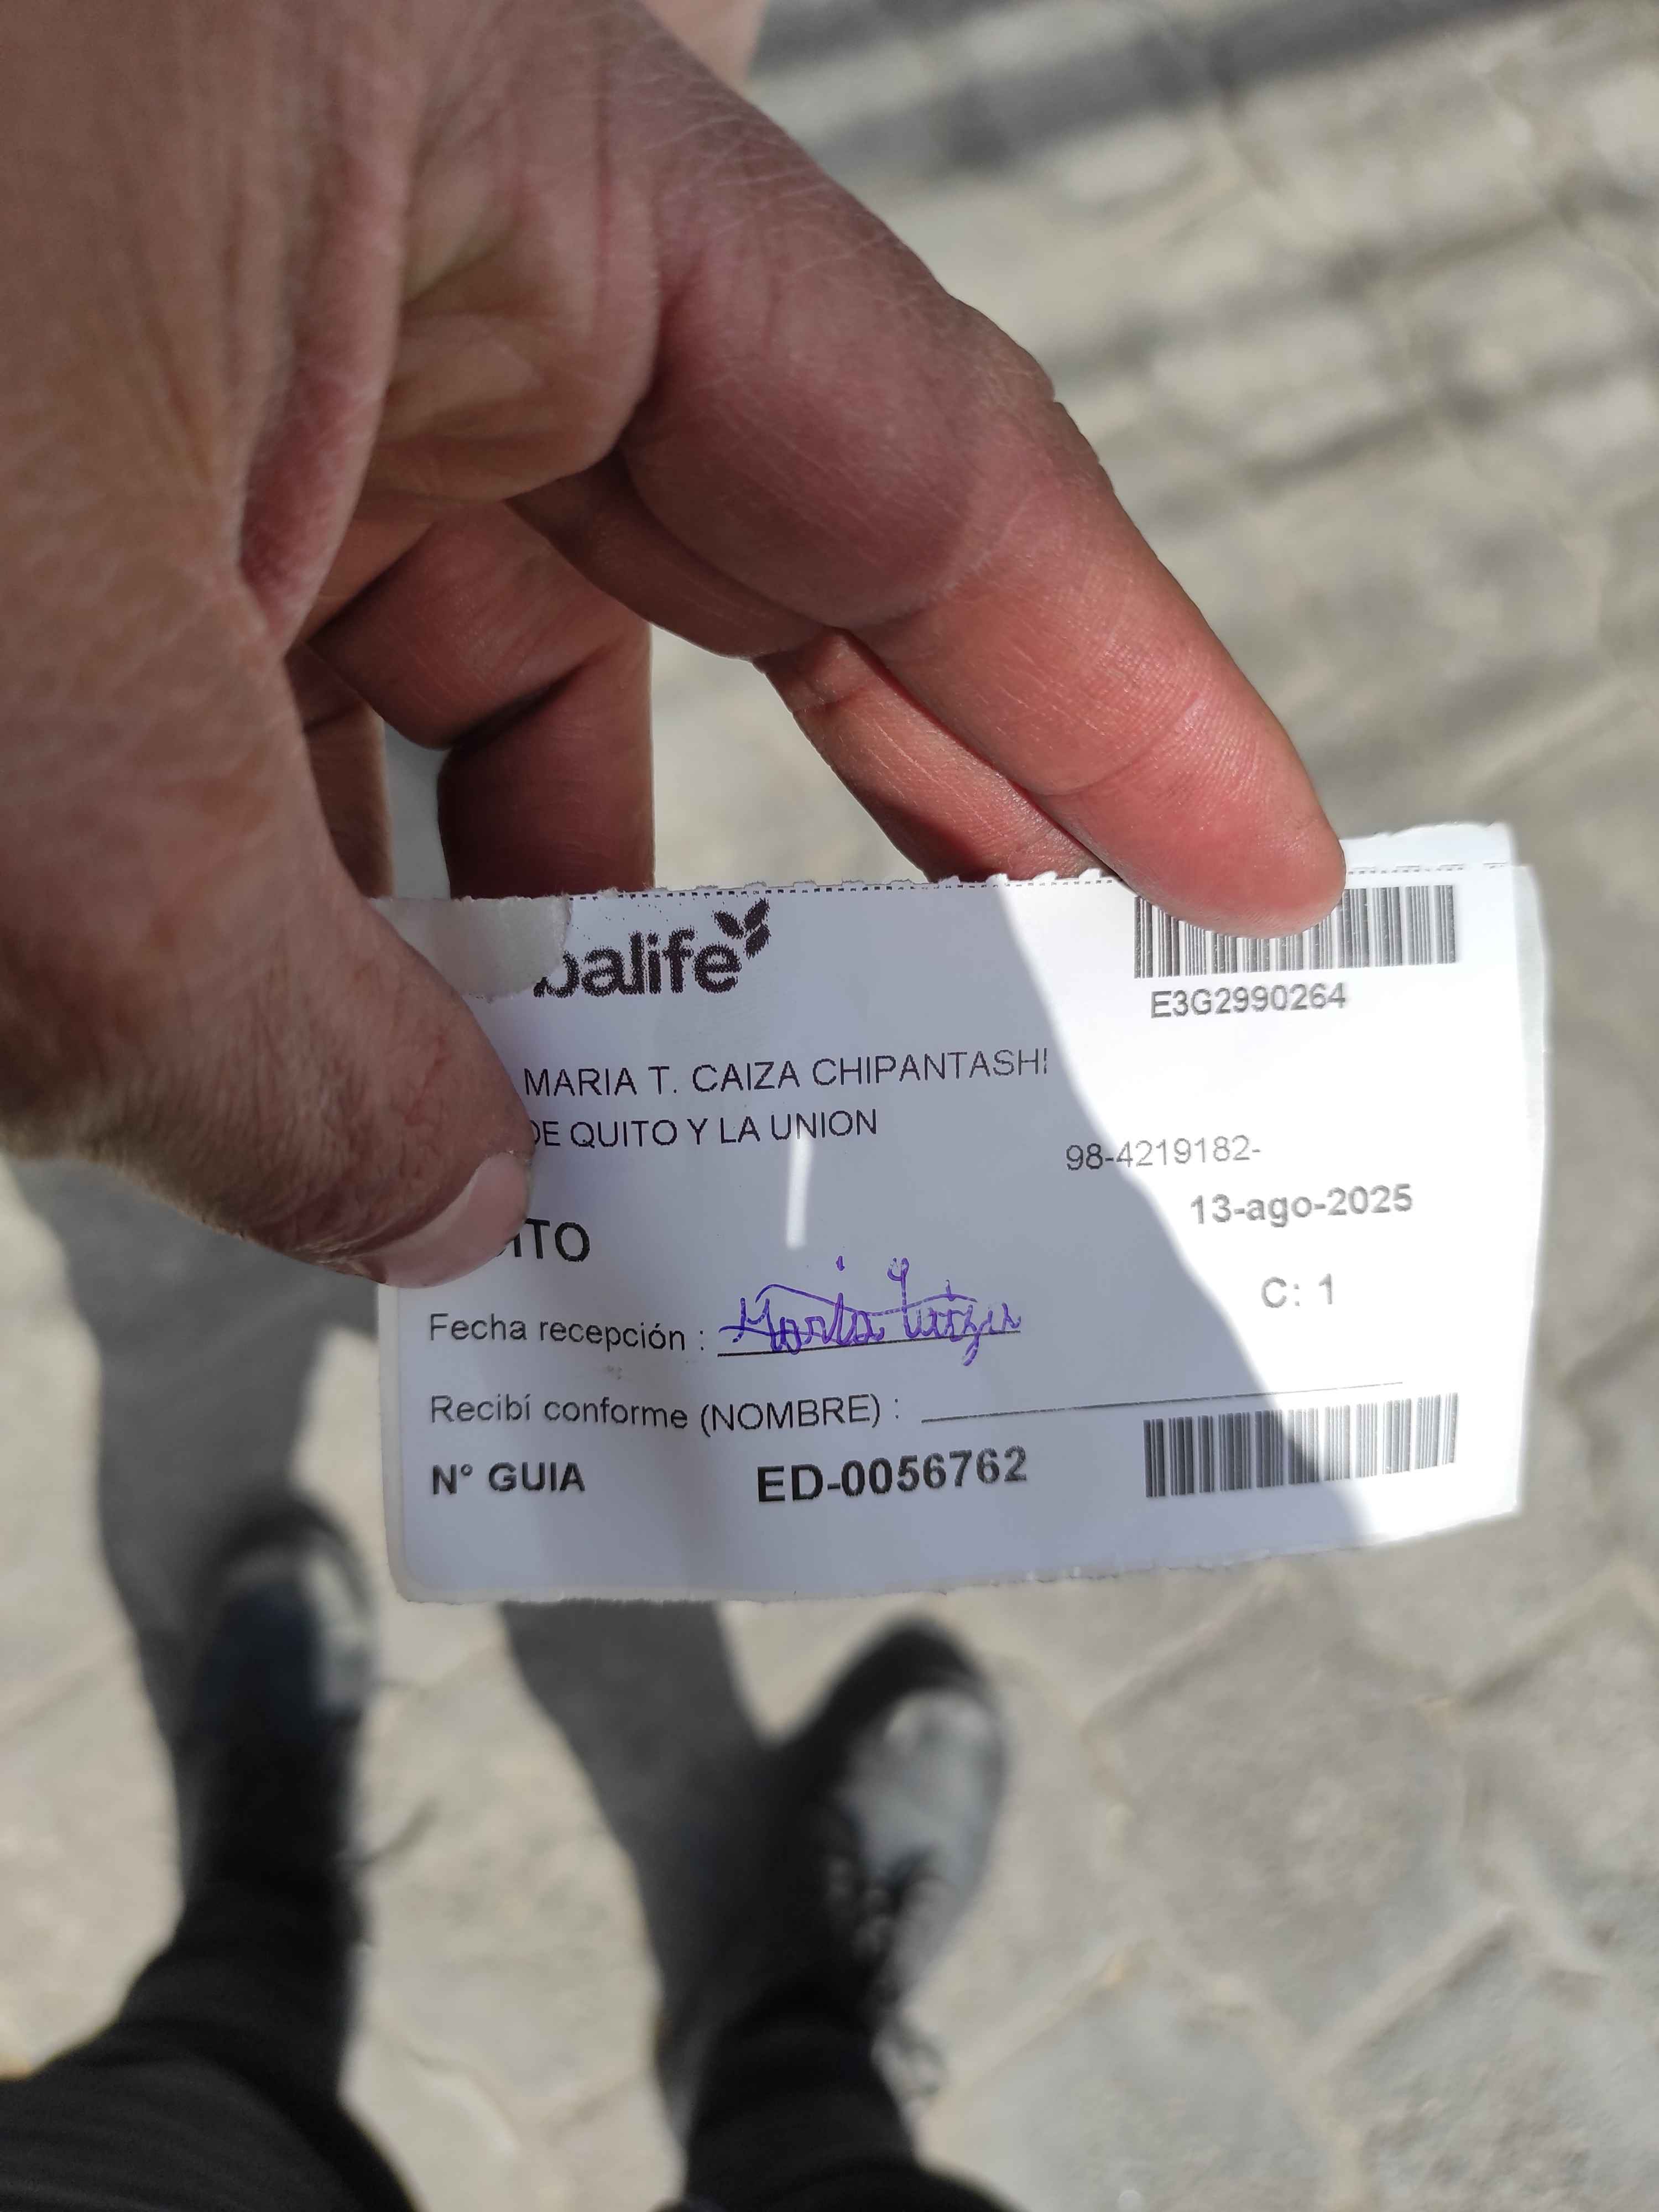 balife
E3G2990264
MARIA T. CAIZA CHIPANTASHI
DE QUITO Y LA UNION
98-4219182-
13-ago-2025
ITO
C: 1
Fecha recepción : Maria
Recibí conforme (NOMBRE) :
N° GUIA ED-0056762